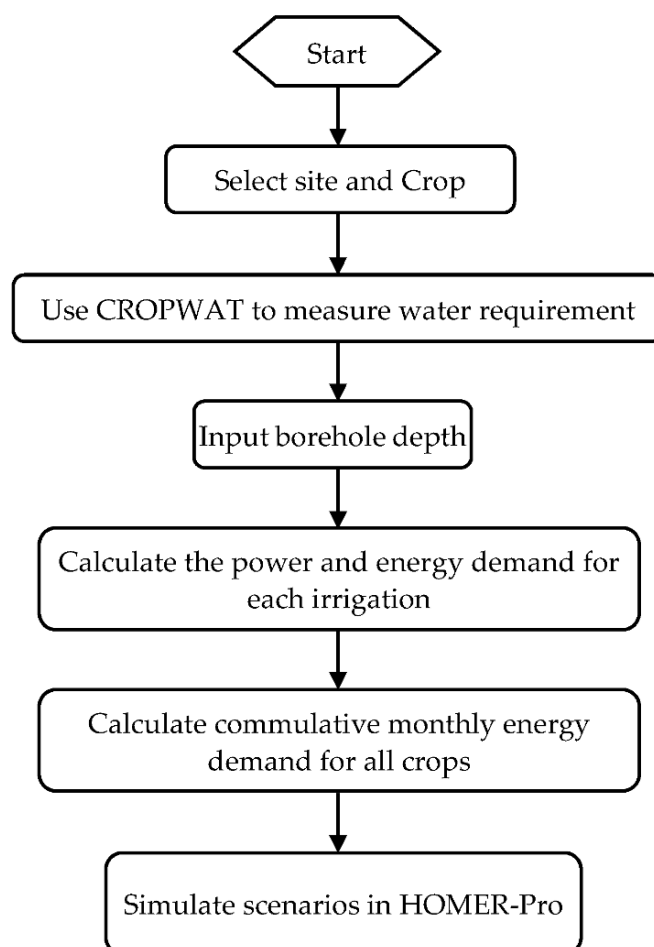 Start
Select site and Crop
Use CROPWAT to measure water requirement
Input borehole depth
Calculate the power and energy demand for
each irrigation
Calculate commulative monthly energy
demand for all crops
Simulate scenarios in HOMER-Pro